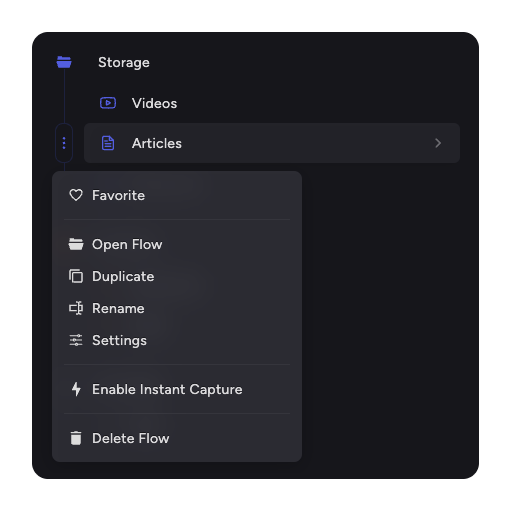 Storage
Videos
Articles
Favorite
Open Flow
Duplicate
Rename
Settings
Enable Instant Capture
Delete Flow